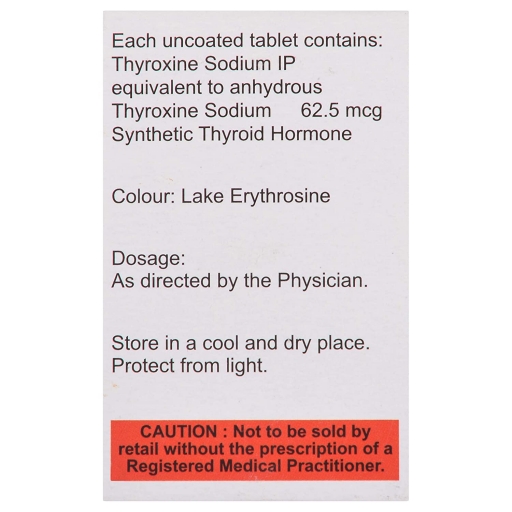 Each uncoated tablet contains:
Thyroxine Sodium IP
equivalent to anhydrous
Thyroxine Sodium 62.5 mcg
Synthetic Thyroid Hormone
Colour: Lake Erythrosine
Dosage:
As directed by the Physician.
Store in a cool and dry place.
Protect from light.
CAUTION : Not to be sold by
retail without the prescription of a
Registered Medical Practitioner.